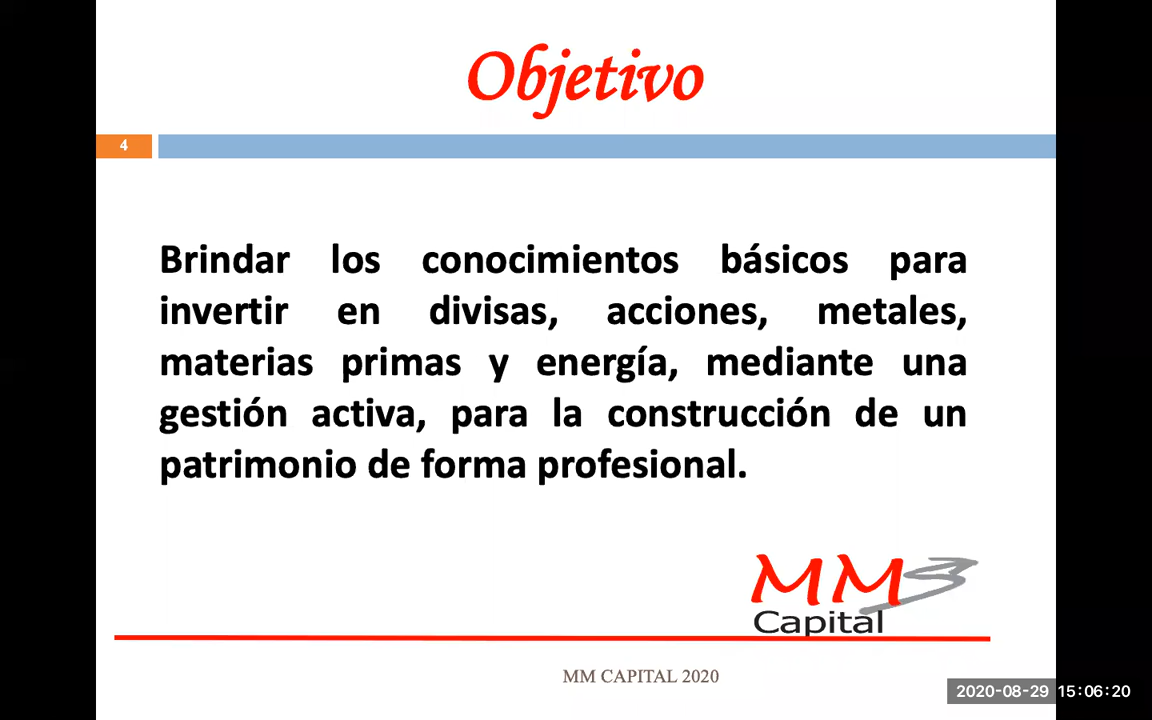 Objetivo
4
Brindar los conocimientos básicos para
invertir en divisas, acciones, metales,
materias primas y energía, mediante una
gestión activa, para la construcción de un
patrimonio de forma profesional.
MM3
Capital
MM CAPITAL 2020
2020-08-29 15:06:20